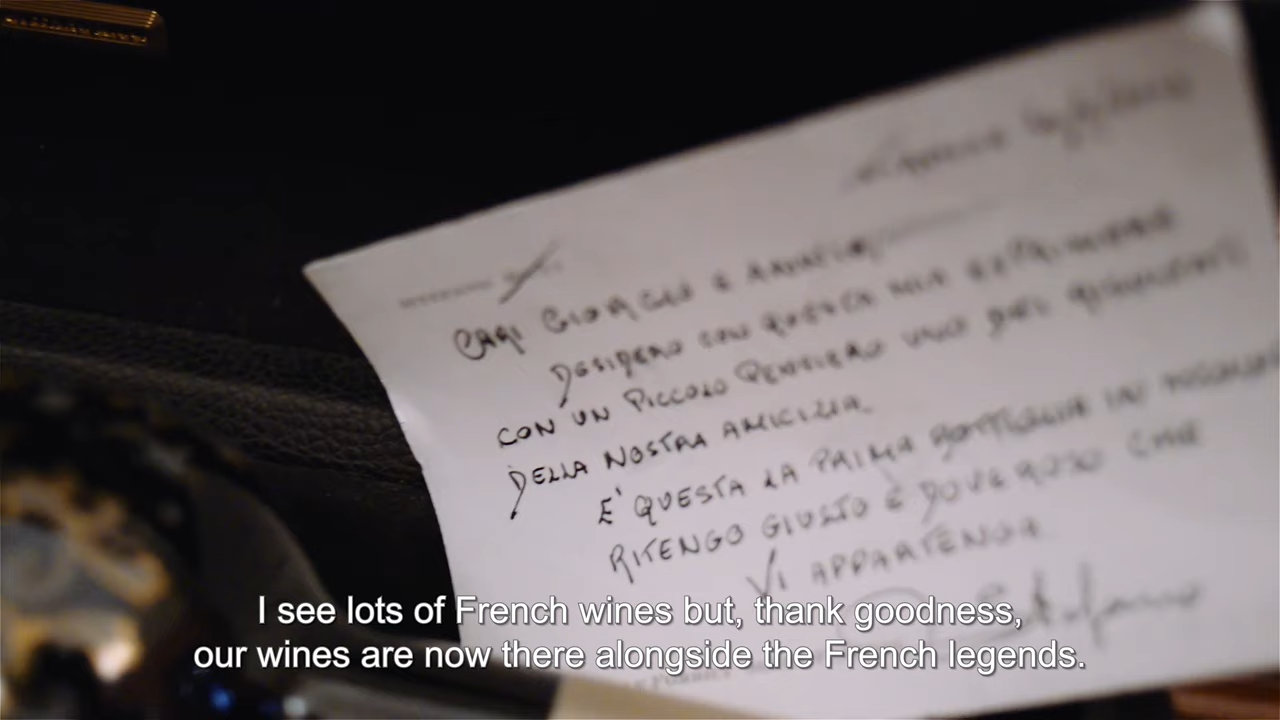 CARI GIORGIO E
DESIDERO CON QUESTA MIA ESPRIMERE
CON UN PICCOLO PENSIERO UNO DEI
DELLA NOSTRA AMICIZIA
E' QUESTA LA PRIMA BOTTIGLIA IN
RITENGO GIUSTO E DOVEROSO CHE
VI APPARTENGA
I see lots of French wines but, thank goodness,
our wines are now there alongside the French legends.